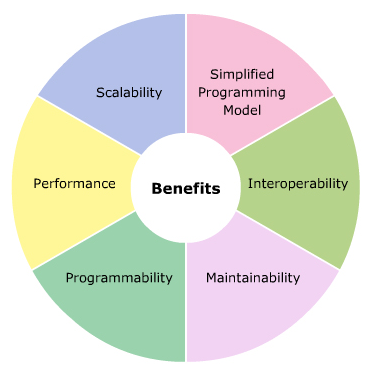 Scalability
Simplified
Programming
Model
Performance
Benefits
Interoperability
Programmability
Maintainability